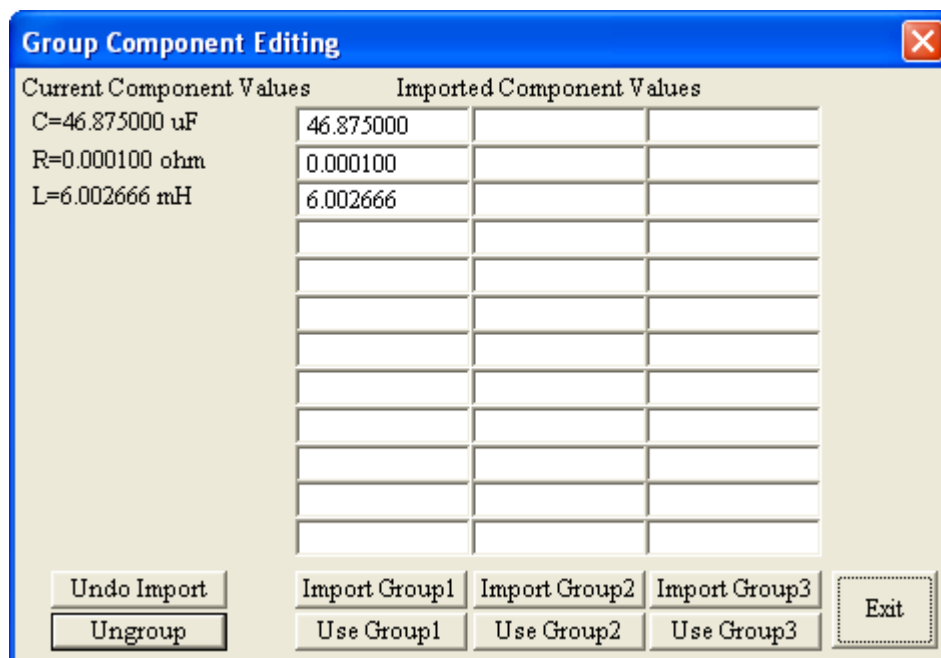 Group Component Editing
Current Component Values Imported Component Values
C=46.875000 uF 46.875000
R=0.000100 ohm 0.000100
L=6.002666 mH 6.002666
Undo Import Import Group1 Import Group2 Import Group3
Exit
Ungroup Use Group1 Use Group2 Use Group3